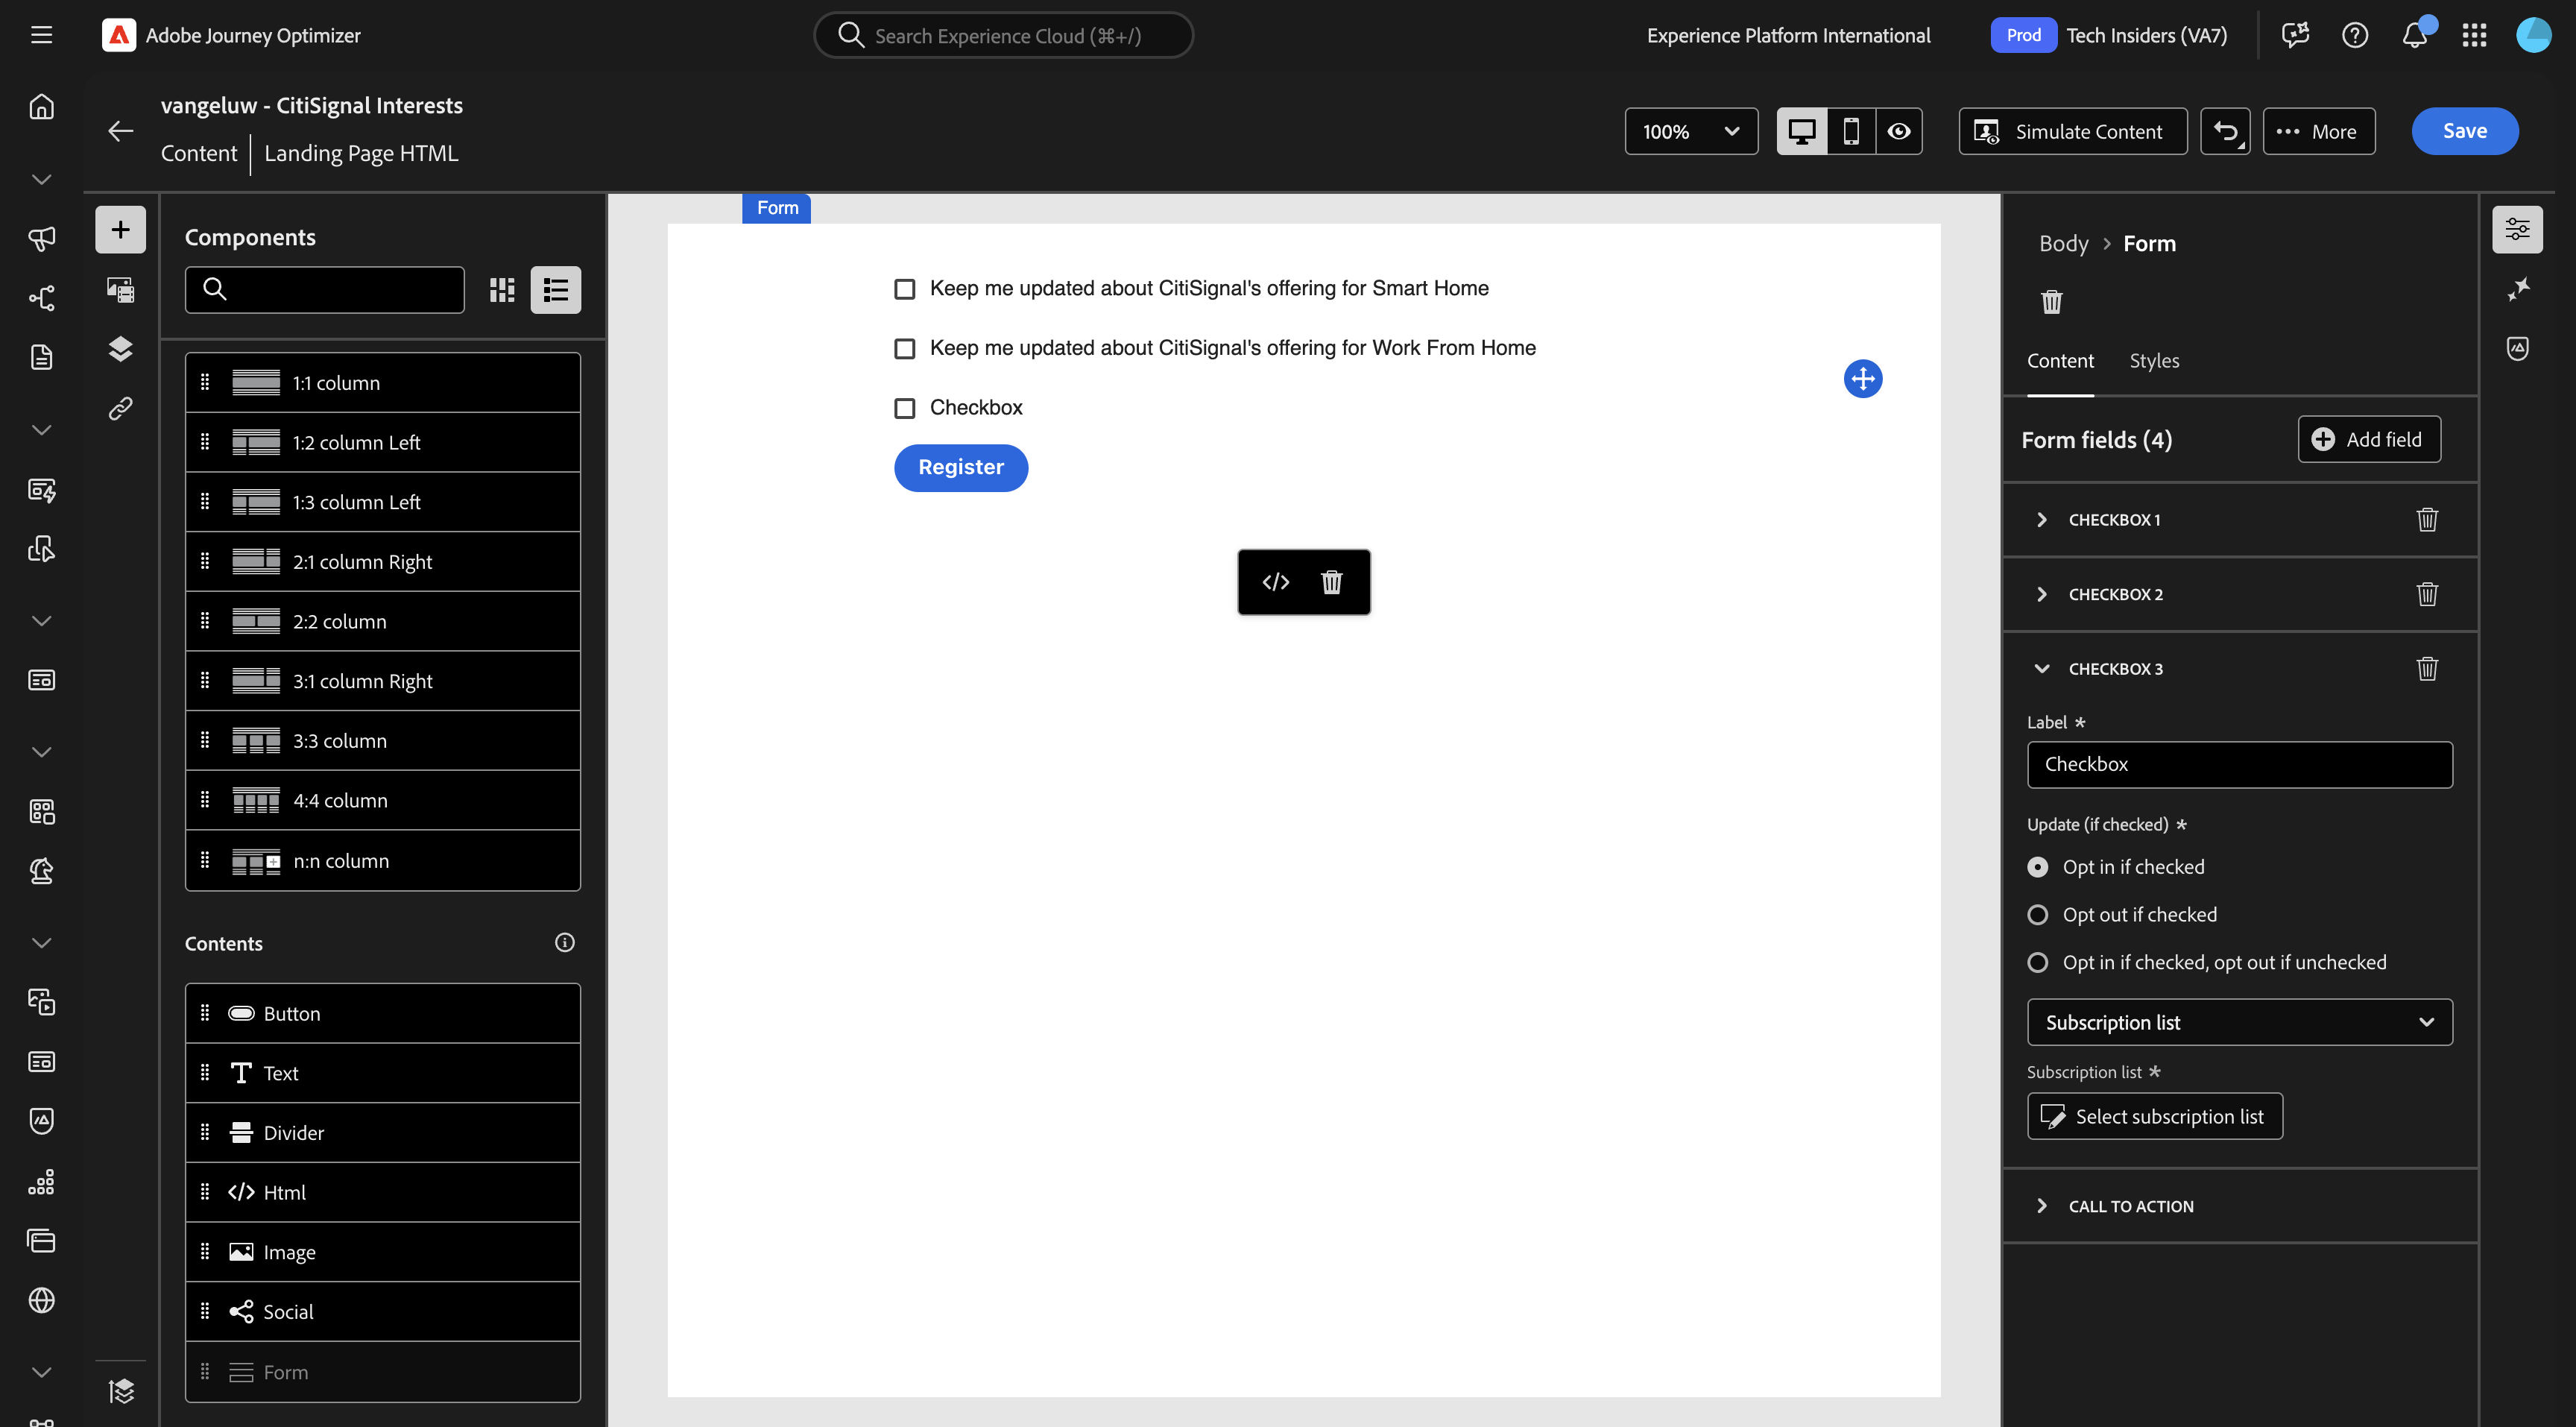 Adobe Journey Optimizer
Search Experience Cloud (⌘+/)
Experience Platform International
Prod
Tech Insiders (VA7)
vangeluw - CitiSignal Interests
Content
Landing Page HTML
100%
Simulate Content
More
Save
Components
1:1 column
1:2 column Left
1:3 column Left
2:1 column Right
2:2 column
3:1 column Right
3:3 column
4:4 column
n:n column
Contents
Button
Text
Divider
Html
Image
Social
Form
Form
Keep me updated about CitiSignal's offering for Smart Home
Keep me updated about CitiSignal's offering for Work From Home
Checkbox
Register
Body > Form
Content
Styles
Form fields (4)
Add field
CHECKBOX 1
CHECKBOX 2
CHECKBOX 3
Label *
Checkbox
Update (if checked) *
Opt in if checked
Opt out if checked
Opt in if checked, opt out if unchecked
Subscription list
Subscription list *
Select subscription list
CALL TO ACTION